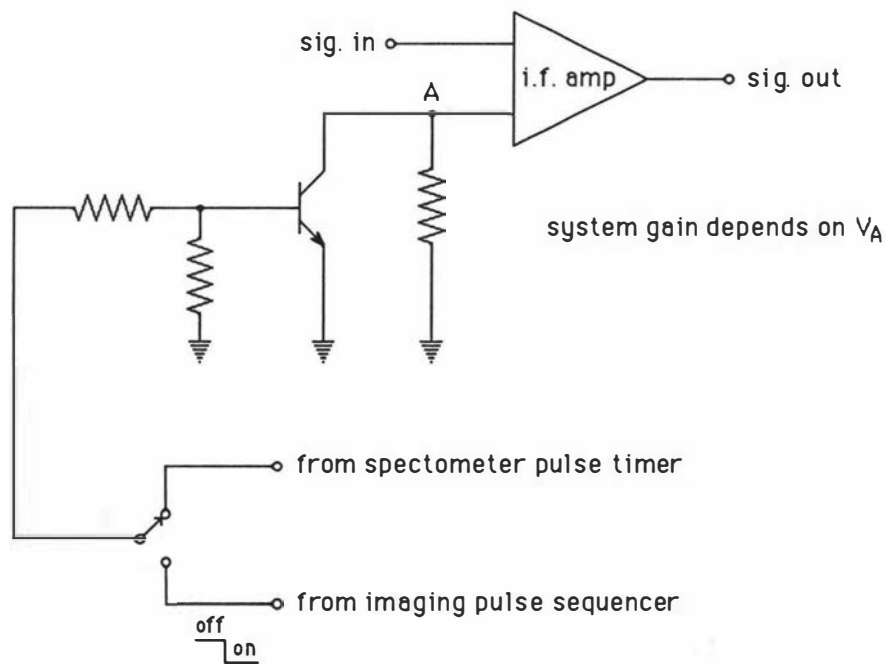 sig. in
i.f. amp
sig. out
A
system gain depends on VA
from spectometer pulse timer
from imaging pulse sequencer
off
on